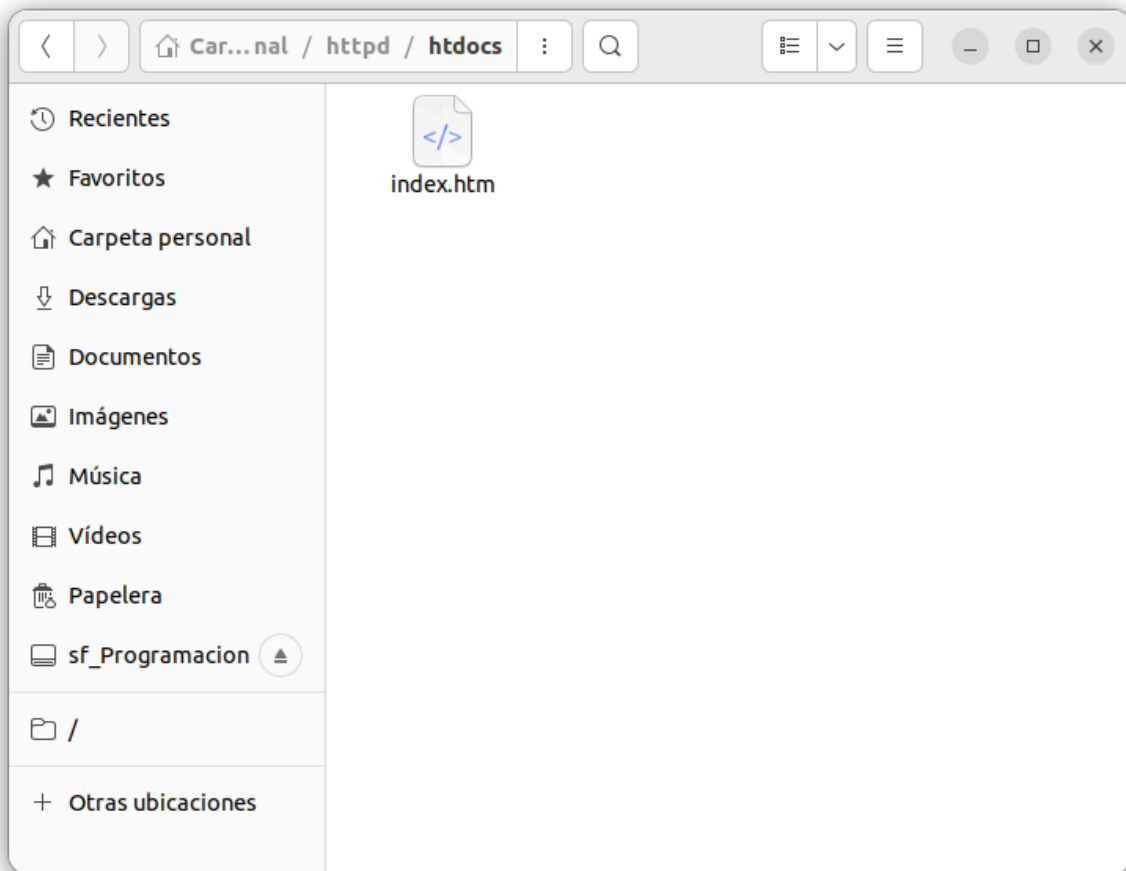 Car...nal / httpd / htdocs
Recientes
Favoritos
Carpeta personal
Descargas
Documentos
Imágenes
Música
Vídeos
Papelera
sf_Programacion
/
Otras ubicaciones
</>
index.htm